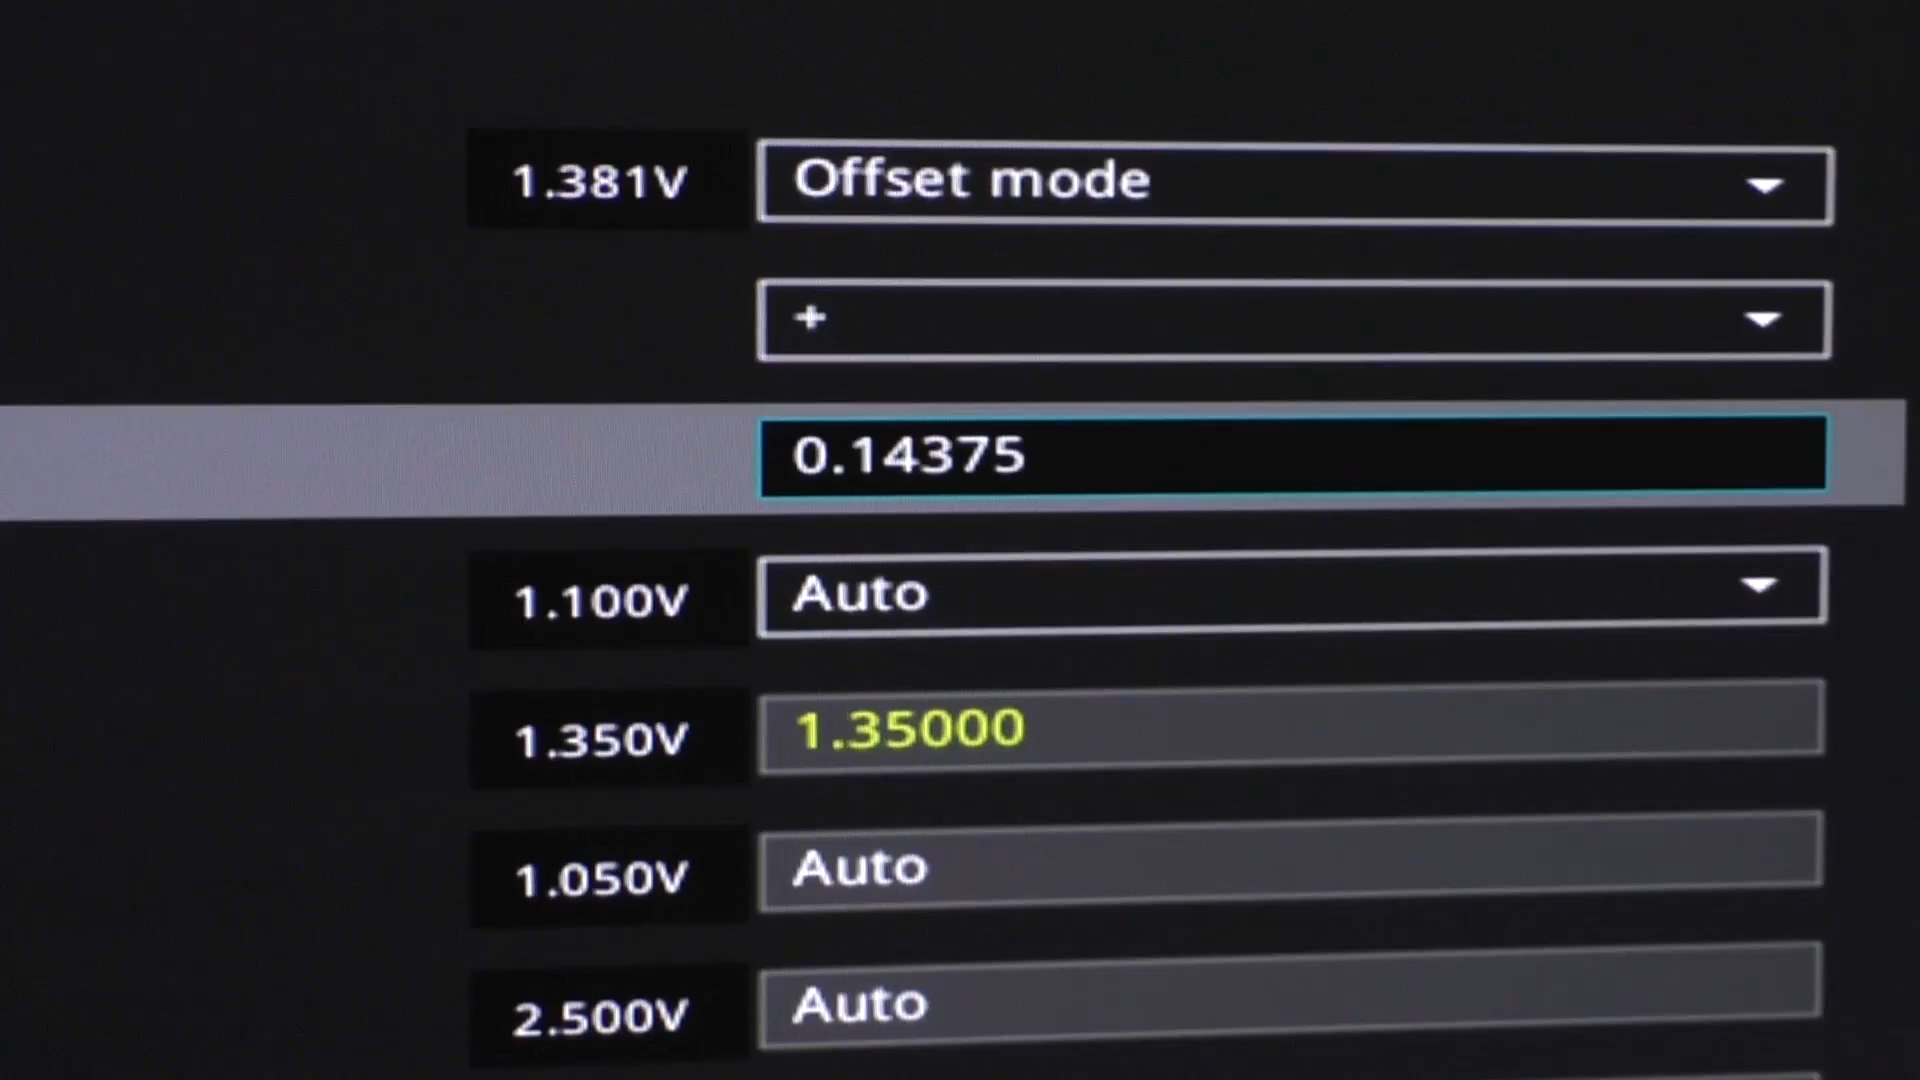 1.381V Offset mode
+
0.14375
1.100V Auto
1.350V 1.35000
1.050V Auto
2.500V Auto